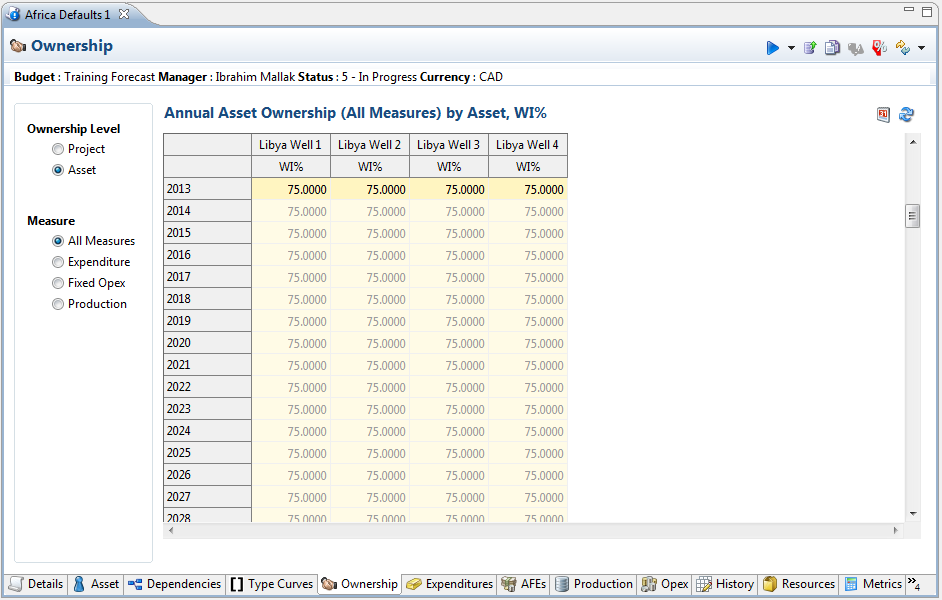 Africa Defaults 1
Ownership
Budget : Training Forecast Manager : Ibrahim Mallak Status : 5 - In Progress Currency : CAD
Ownership Level
Project
Asset
Measure
All Measures
Expenditure
Fixed Opex
Production
Annual Asset Ownership (All Measures) by Asset, WI%
31
Libya Well 1 Libya Well 2 Libya Well 3 Libya Well 4
WI% WI% WI% WI%
2013 75.0000 75.0000 75.0000 75.0000
2014 75.0000 75.0000 75.0000 75.0000
2015 75.0000 75.0000 75.0000 75.0000
2016 75.0000 75.0000 75.0000 75.0000
2017 75.0000 75.0000 75.0000 75.0000
2018 75.0000 75.0000 75.0000 75.0000
2019 75.0000 75.0000 75.0000 75.0000
2020 75.0000 75.0000 75.0000 75.0000
2021 75.0000 75.0000 75.0000 75.0000
2022 75.0000 75.0000 75.0000 75.0000
2023 75.0000 75.0000 75.0000 75.0000
2024 75.0000 75.0000 75.0000 75.0000
2025 75.0000 75.0000 75.0000 75.0000
2026 75.0000 75.0000 75.0000 75.0000
2027 75.0000 75.0000 75.0000 75.0000
2028 75.0000 75.0000 75.0000 75.0000
Details Asset Dependencies Type Curves Ownership Expenditures AFEs Production Opex History Resources Metrics »4